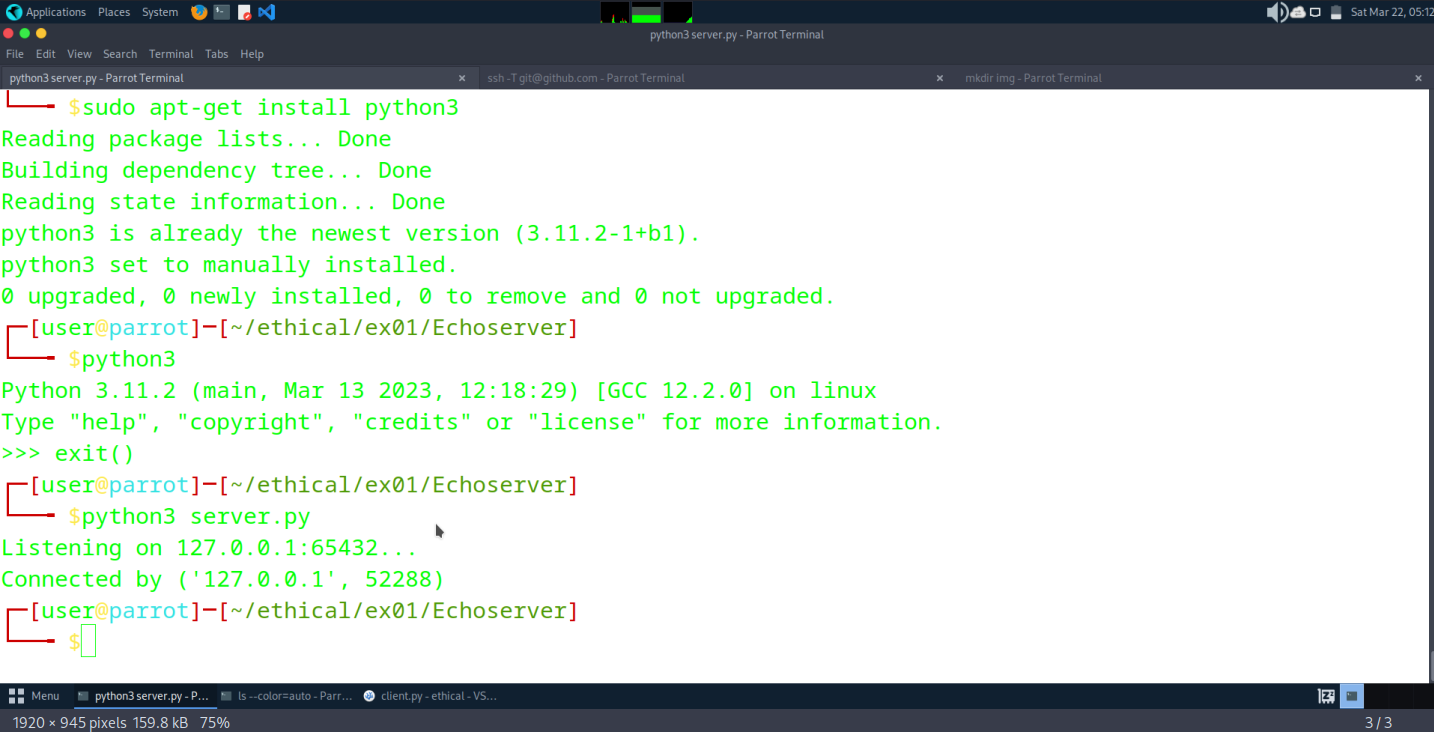 Applications Places System
Sat Mar 22, 05:12
python3 server.py - Parrot Terminal
File Edit View Search Terminal Tabs Help
python3 server.py - Parrot Terminal × ssh -T git@github.com - Parrot Terminal × mkdir img - Parrot Terminal ×
$sudo apt-get install python3
Reading package lists... Done
Building dependency tree... Done
Reading state information... Done
python3 is already the newest version (3.11.2-1+b1).
python3 set to manually installed.
0 upgraded, 0 newly installed, 0 to remove and 0 not upgraded.
┌─[user@parrot]─[~/ethical/ex01/Echoserver]
└──╼ $python3
Python 3.11.2 (main, Mar 13 2023, 12:18:29) [GCC 12.2.0] on linux
Type "help", "copyright", "credits" or "license" for more information.
>>> exit()
┌─[user@parrot]─[~/ethical/ex01/Echoserver]
└──╼ $python3 server.py
Listening on 127.0.0.1:65432...
Connected by ('127.0.0.1', 52288)
┌─[user@parrot]─[~/ethical/ex01/Echoserver]
└──╼ $
Menu python3 server.py - P... ls --color=auto - Parr... client.py - ethical - VS...
1920 × 945 pixels 159.8 kB 75% 3 / 3